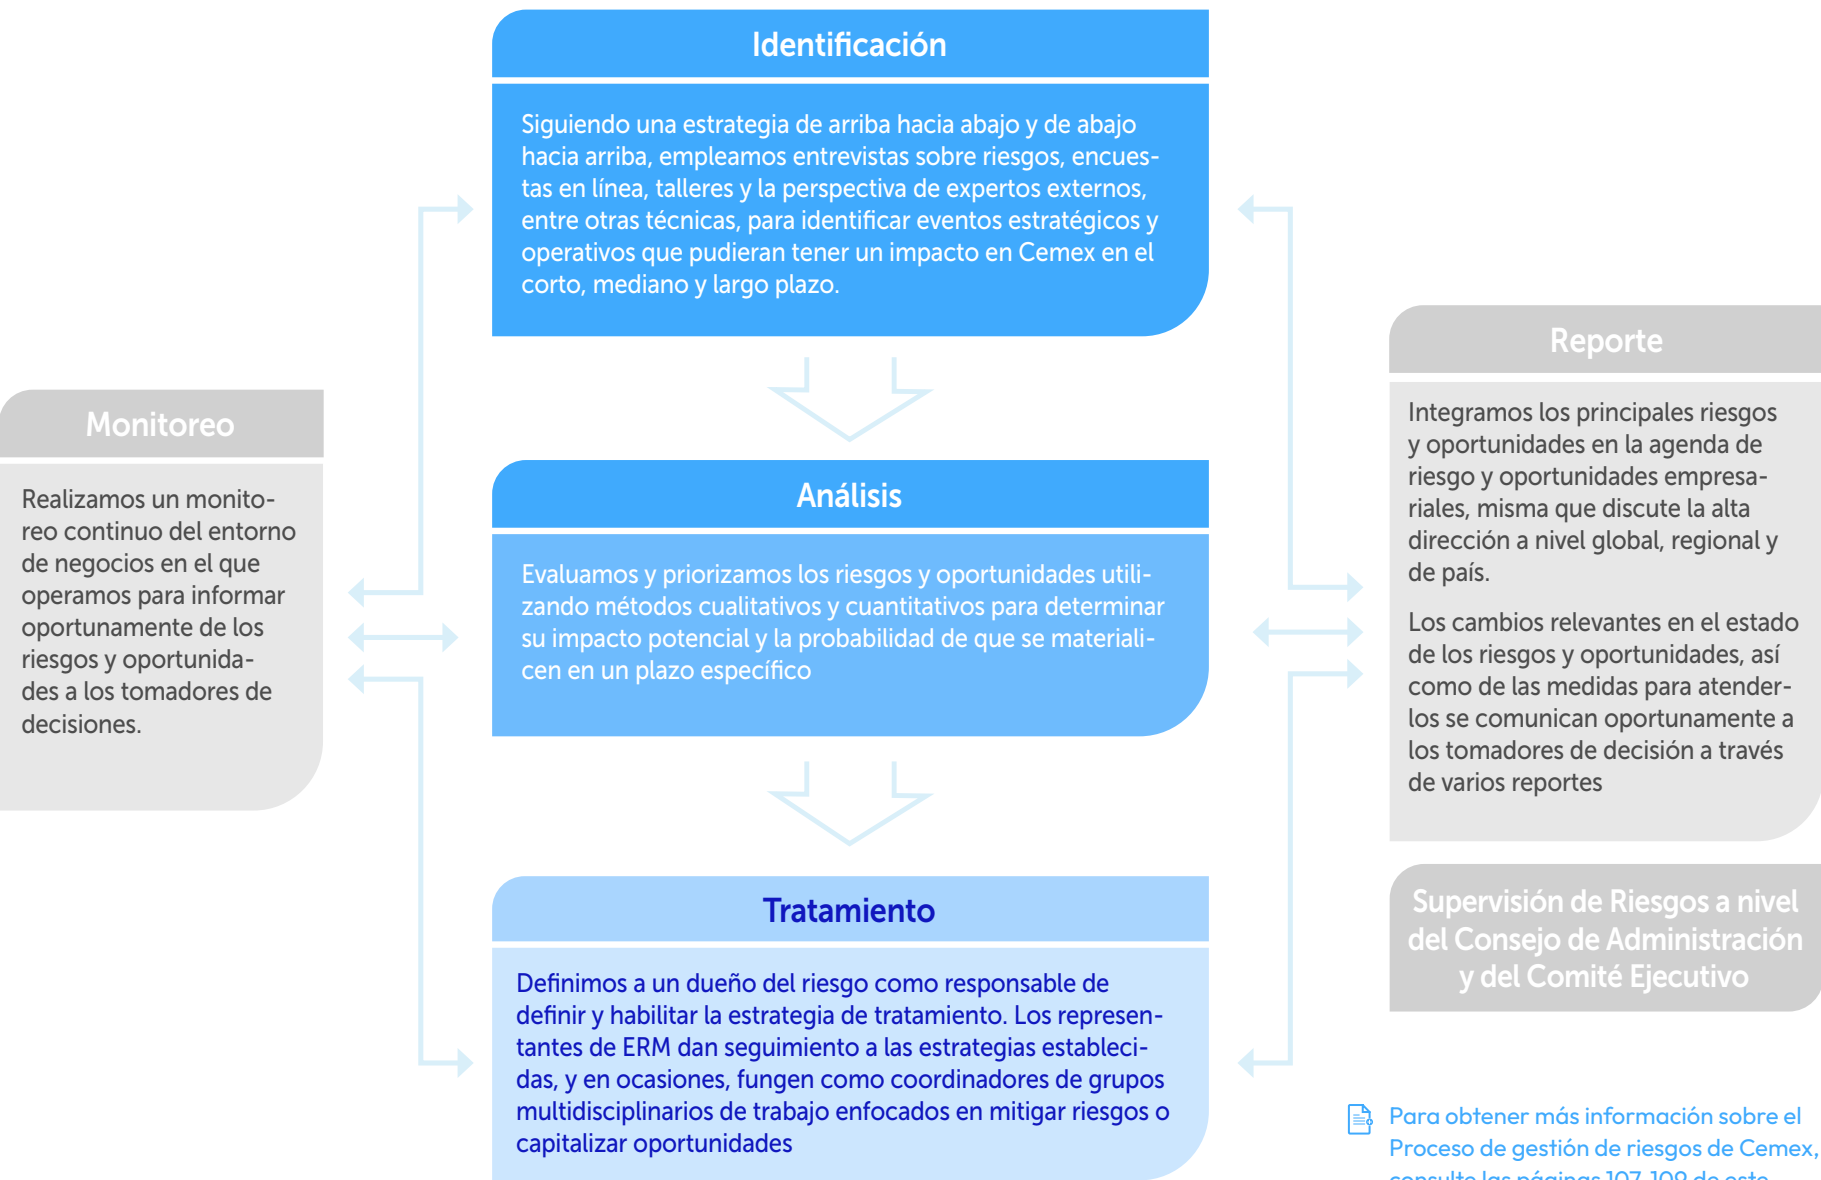 Identificación
Siguiendo una estrategia de arriba hacia abajo y de abajo
hacia arriba, empleamos entrevistas sobre riesgos, encues-
tas en línea, talleres y la perspectiva de expertos externos,
entre otras técnicas, para identificar eventos estratégicos y
operativos que pudieran tener un impacto en Cemex en el
corto, mediano y largo plazo.
Monitoreo
Realizamos un monito-
reo continuo del entorno
de negocios en el que
operamos para informar
oportunamente de los
riesgos y oportunida-
des a los tomadores de
decisiones.
Análisis
Evaluamos y priorizamos los riesgos y oportunidades utili-
zando métodos cualitativos y cuantitativos para determinar
su impacto potencial y la probabilidad de que se materiali-
cen en un plazo específico
Tratamiento
Definimos a un dueño del riesgo como responsable de
definir y habilitar la estrategia de tratamiento. Los represen-
tantes de ERM dan seguimiento a las estrategias estableci-
das, y en ocasiones, fungen como coordinadores de grupos
multidisciplinarios de trabajo enfocados en mitigar riesgos o
capitalizar oportunidades
Reporte
Integramos los principales riesgos
y oportunidades en la agenda de
riesgo y oportunidades empresa-
riales, misma que discute la alta
dirección a nivel global, regional y
de país.
Los cambios relevantes en el estado
de los riesgos y oportunidades, así
como de las medidas para atender-
los se comunican oportunamente a
los tomadores de decisión a través
de varios reportes
Supervisión de Riesgos a nivel
del Consejo de Administración
y del Comité Ejecutivo
Para obtener más información sobre el
Proceso de gestión de riesgos de Cemex,
consulte las páginas 107-109 de este